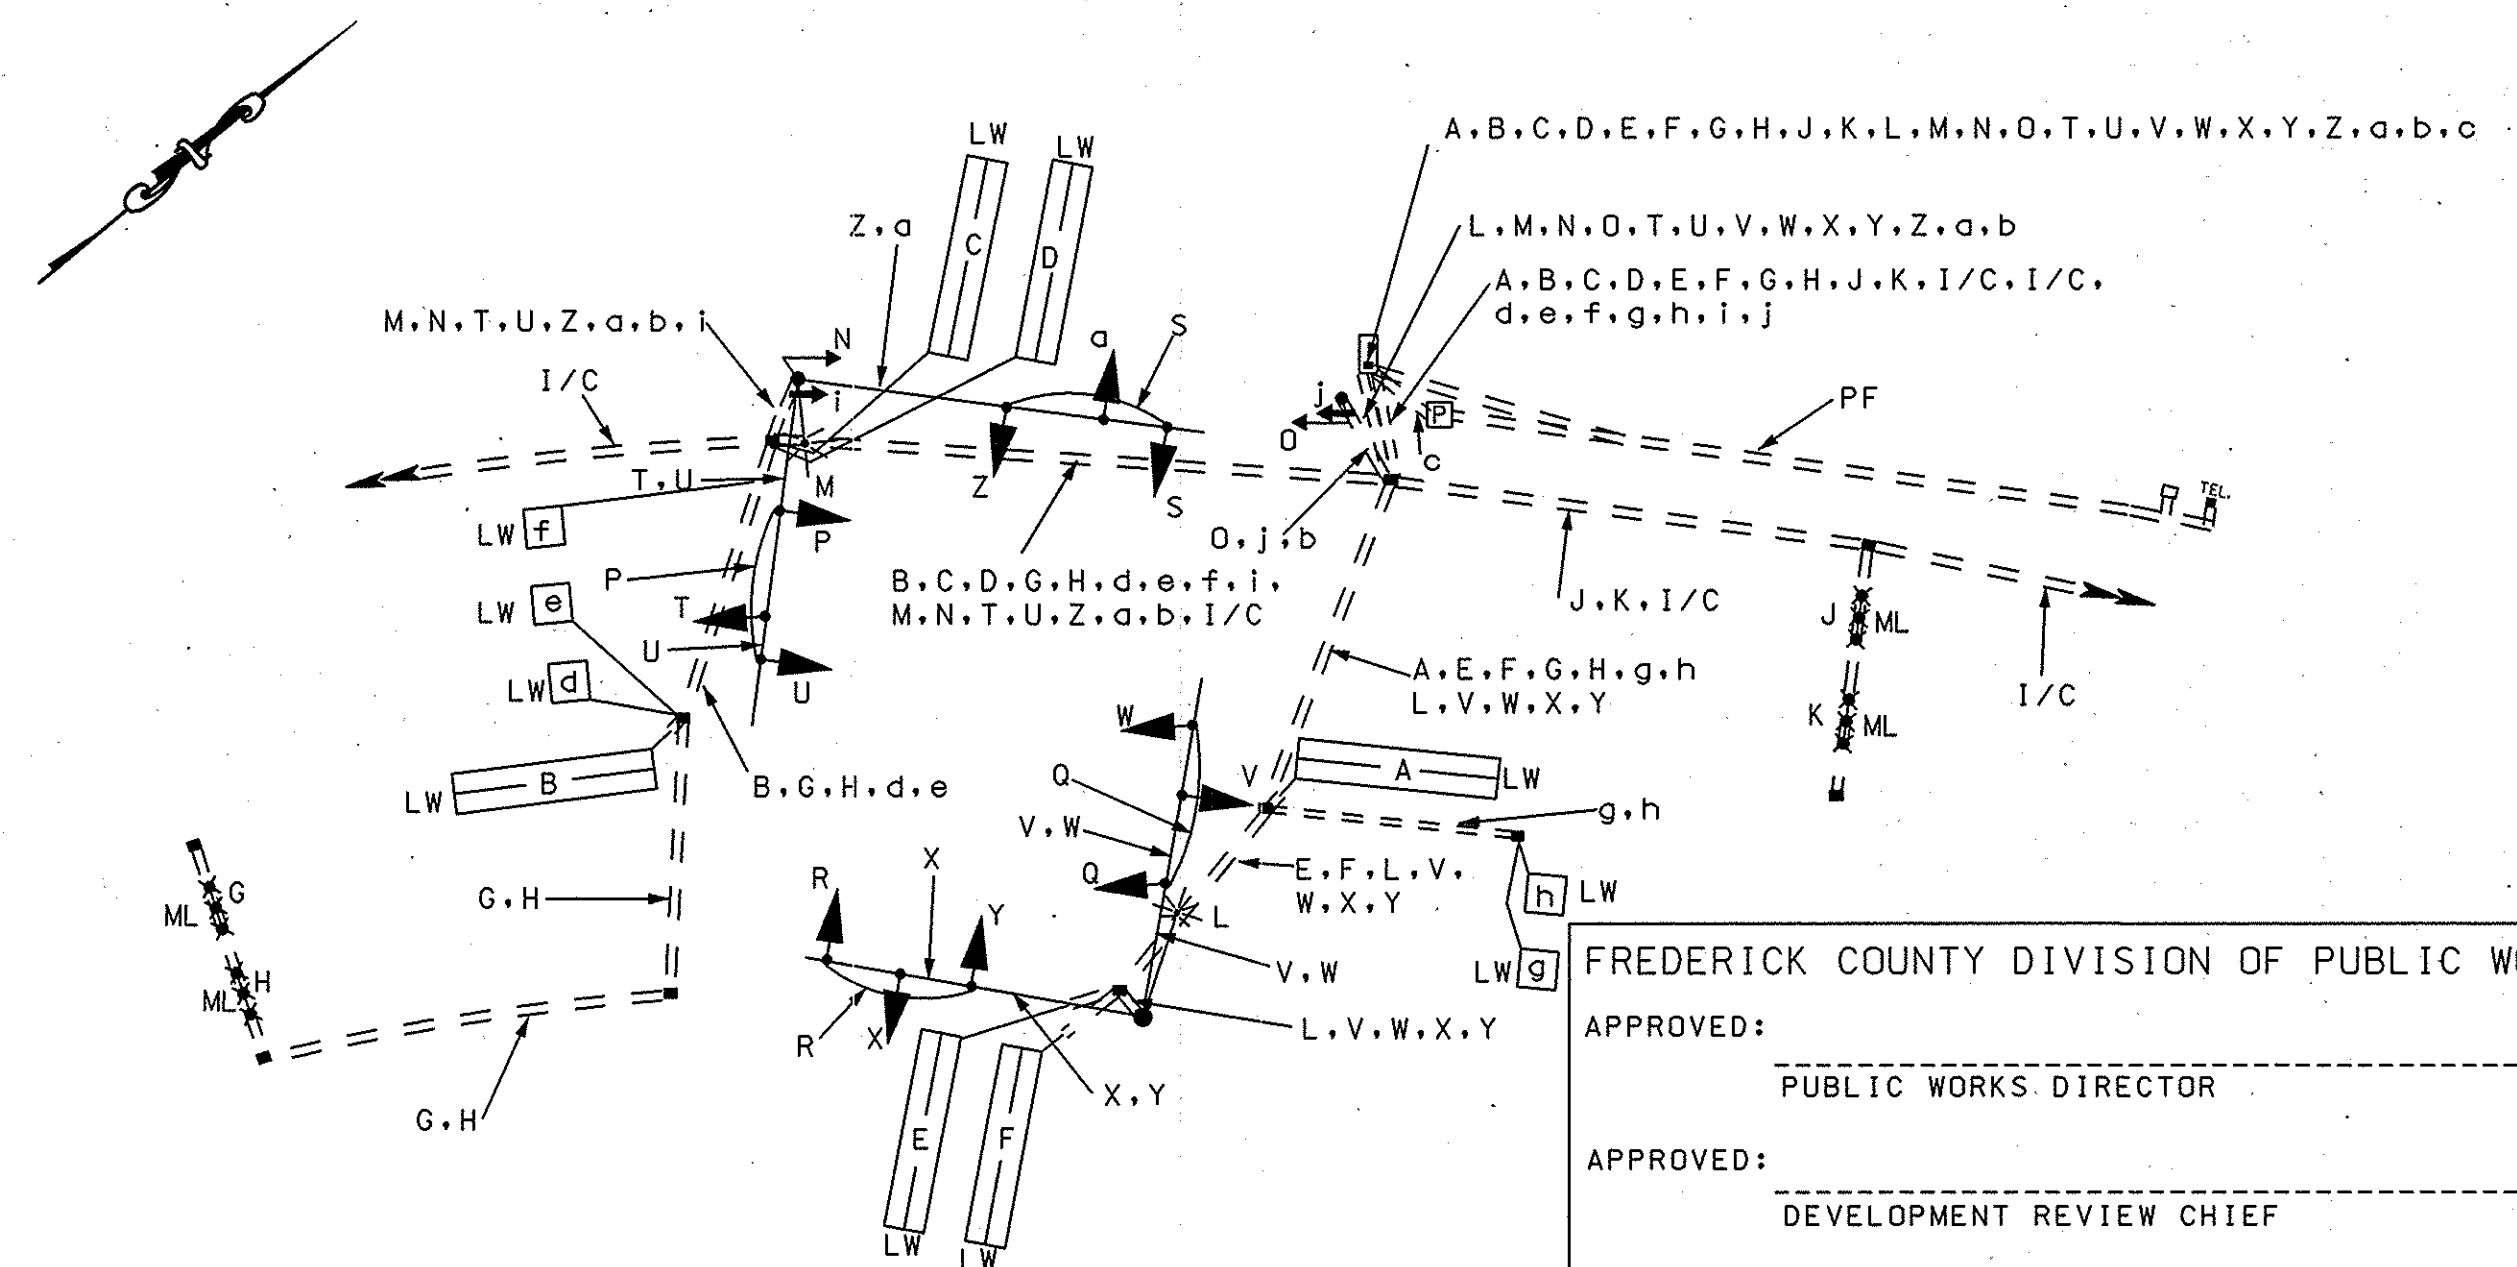 A,B,C,D,E,F,G,H,J,K,L,M,N,O,T,U,V,W,X,Y,Z,a,b,c
LW
LW
C
D
Z,a
L,M,N,O,T,U,V,W,X,Y,Z,a,b
A,B,C,D,E,F,G,H,J,K,I/C,I/C,
d,e,f,g,h,i,j
M,N,T,U,Z,a,b,i
N
a
S
I/C
i
j
P
PF
O
c
T,U
M
Z
S
TEL.
LW f
P
O,j,b
P
B,C,D,G,H,d,e,f,i,
M,N,T,U,Z,a,b,I/C
J,K,I/C
LW e
T
J
ML
U
LW d
U
A,E,F,G,H,g,h
L,V,W,X,Y
I/C
K
ML
W
V
Q
A
LW
LW
B
B,G,H,d,e
V,W
g,h
X
R
Q
E,F,L,V,
W,X,Y
G
ML
G,H
h LW
Y
L
H
ML
V,W
LW g
FREDERICK COUNTY DIVISION OF PUBLIC
R
X
L,V,W,X,Y
APPROVED:
PUBLIC WORKS DIRECTOR
X,Y
G,H
E
F
APPROVED:
DEVELOPMENT REVIEW CHIEF
LW
LW